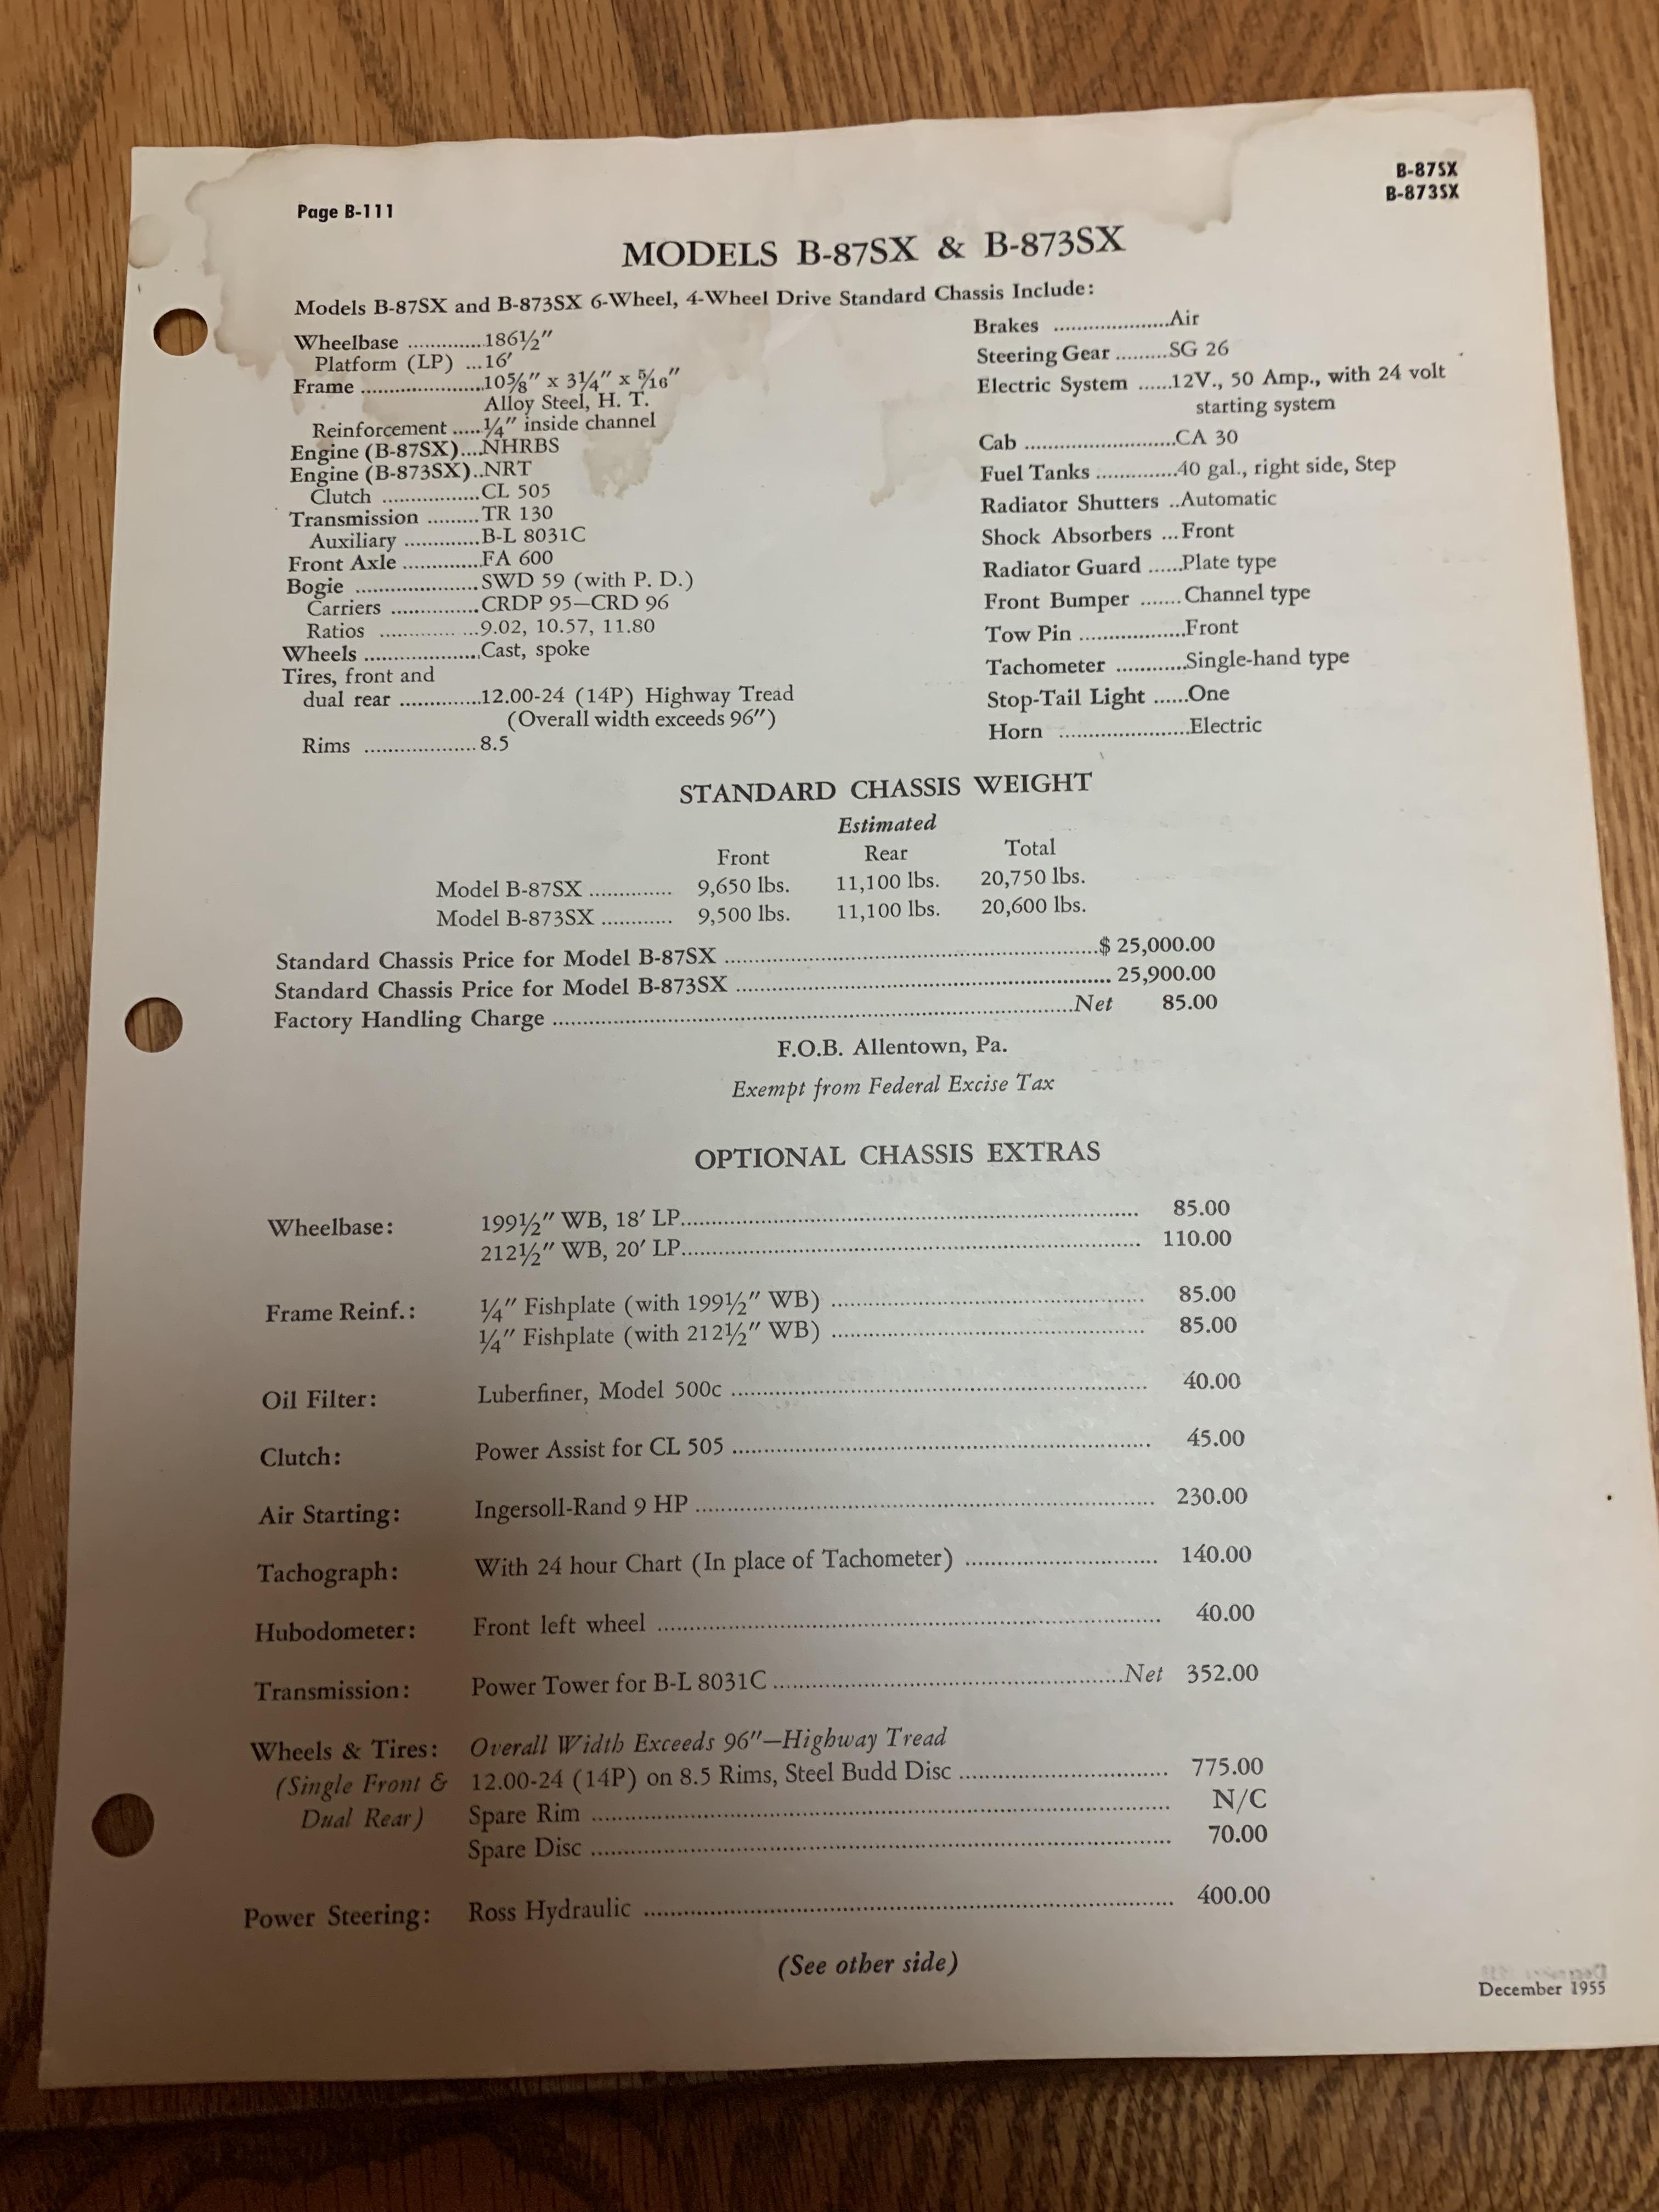 Page B-111
B-87SX
B-873SX
MODELS B-87SX & B-873SX
Models B-87SX and B-873SX 6-Wheel, 4-Wheel Drive Standard Chassis Include:
Wheelbase ..............186½″
Platform (LP) ...16′
Frame ......................10⅝″ x 3¼″ x 5⁄16″
Alloy Steel, H. T.
Reinforcement .....¼″ inside channel
Engine (B-87SX)....NHRBS
Engine (B-873SX)..NRT
Clutch .................CL 505
Transmission .........TR 130
Auxiliary .............B-L 8031C
Front Axle ..............FA 600
Bogie ......................SWD 59 (with P. D.)
Carriers ...............CRDP 95—CRD 96
Ratios .................9.02, 10.57, 11.80
Wheels .....................Cast, spoke
Tires, front and
dual rear ..............12.00-24 (14P) Highway Tread
(Overall width exceeds 96″)
Rims ....................8.5
Brakes .....................Air
Steering Gear .........SG 26
Electric System ......12V., 50 Amp., with 24 volt
starting system
Cab ...........................CA 30
Fuel Tanks ..............40 gal., right side, Step
Radiator Shutters ..Automatic
Shock Absorbers ...Front
Radiator Guard ......Plate type
Front Bumper .......Channel type
Tow Pin ...................Front
Tachometer ............Single-hand type
Stop-Tail Light ......One
Horn .......................Electric
STANDARD CHASSIS WEIGHT
Estimated
Front Rear Total
Model B-87SX .............. 9,650 lbs. 11,100 lbs. 20,750 lbs.
Model B-873SX ............ 9,500 lbs. 11,100 lbs. 20,600 lbs.
Standard Chassis Price for Model B-87SX ..............................$ 25,000.00
Standard Chassis Price for Model B-873SX .............................. 25,900.00
Factory Handling Charge ..............................Net 85.00
F.O.B. Allentown, Pa.
Exempt from Federal Excise Tax
OPTIONAL CHASSIS EXTRAS
Wheelbase: 199½″ WB, 18′ LP.............................. 85.00
212½″ WB, 20′ LP.............................. 110.00
Frame Reinf.: ¼″ Fishplate (with 199½″ WB) .............................. 85.00
¼″ Fishplate (with 212½″ WB) .............................. 85.00
Oil Filter: Luberfiner, Model 500c .............................. 40.00
Clutch: Power Assist for CL 505 .............................. 45.00
Air Starting: Ingersoll-Rand 9 HP .............................. 230.00
Tachograph: With 24 hour Chart (In place of Tachometer) .............................. 140.00
Hubodometer: Front left wheel .............................. 40.00
Transmission: Power Tower for B-L 8031C..............................Net 352.00
Wheels & Tires: Overall Width Exceeds 96″—Highway Tread
(Single Front & 12.00-24 (14P) on 8.5 Rims, Steel Budd Disc .............................. 775.00
Dual Rear) Spare Rim .............................. N/C
Spare Disc .............................. 70.00
Power Steering: Ross Hydraulic .............................. 400.00
(See other side)
December 1955